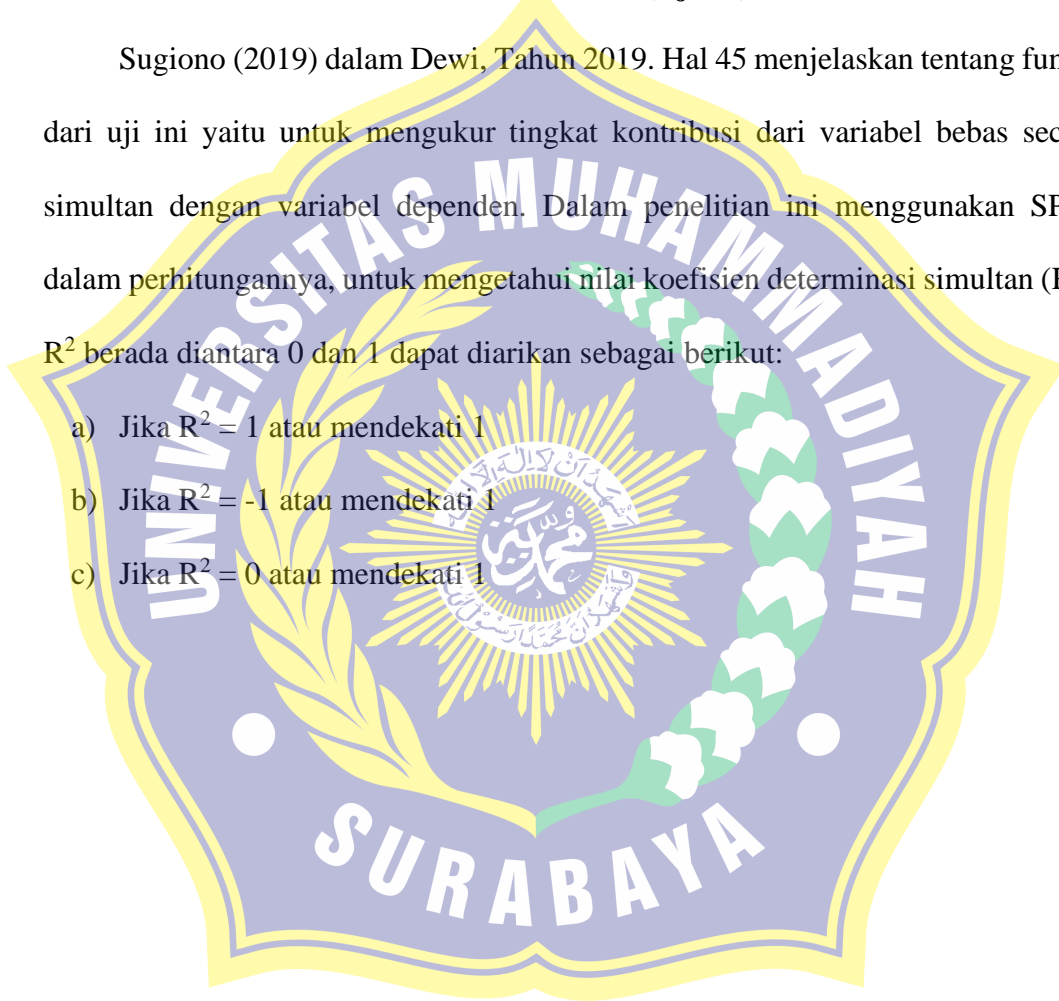 Sugiono (2019) dalam Dewi, Tahun 2019. Hal 45 menjelaskan tentang fun
dari uji ini yaitu untuk mengukur tingkat kontribusi dari variabel bebas sec
simultan dengan variabel dependen. Dalam penelitian ini menggunakan SP
dalam perhitungannya, untuk mengetahui nilai koefisien determinasi simultan (
R² berada diantara 0 dan 1 dapat diarikan sebagai berikut:
a) Jika R² = 1 atau mendekati 1
b) Jika R² = -1 atau mendekati 1
c) Jika R² = 0 atau mendekati 1
UNIVERSITAS MUHAMMADIYAH
SURABAYA